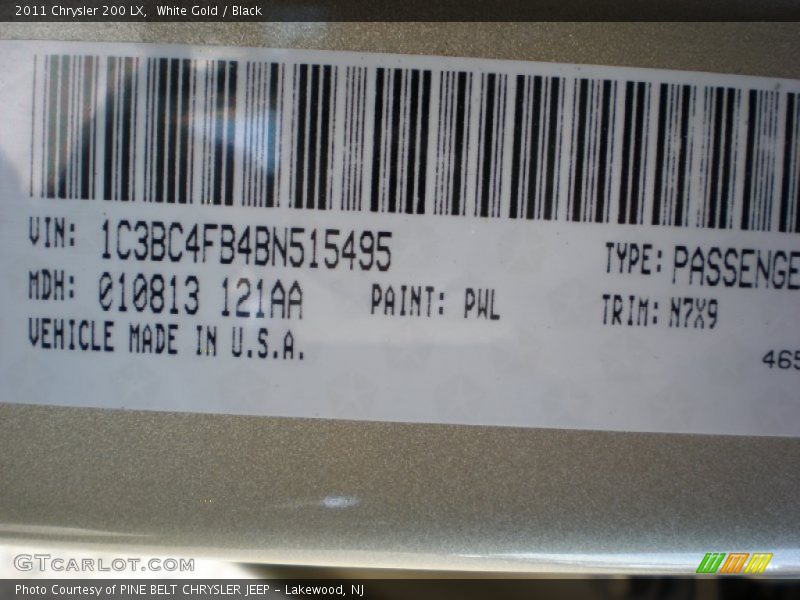 2011 Chrysler 200 LX, White Gold / Black
VIN: 1C3BC4FB4BN515495 TYPE: PASSENGE
MDH: 010813 121AA PAINT: PWL TRIM: N7X9
VEHICLE MADE IN U.S.A.
465
GTCARLOT.COM
Photo Courtesy of PINE BELT CHRYSLER JEEP - Lakewood, NJ